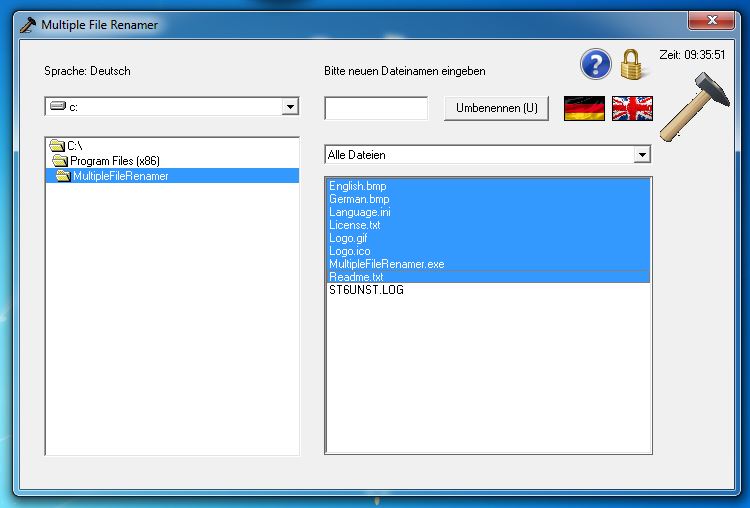 Multiple File Renamer
Sprache: Deutsch
Bitte neuen Dateinamen eingeben
Zeit: 09:35:51
c:
Umbenennen (U)
C:\
Program Files (x86)
MultipleFileRenamer
Alle Dateien
English.bmp
German.bmp
Language.ini
License.txt
Logo.gif
Logo.ico
MultipleFileRenamer.exe
Readme.txt
ST6UNST.LOG